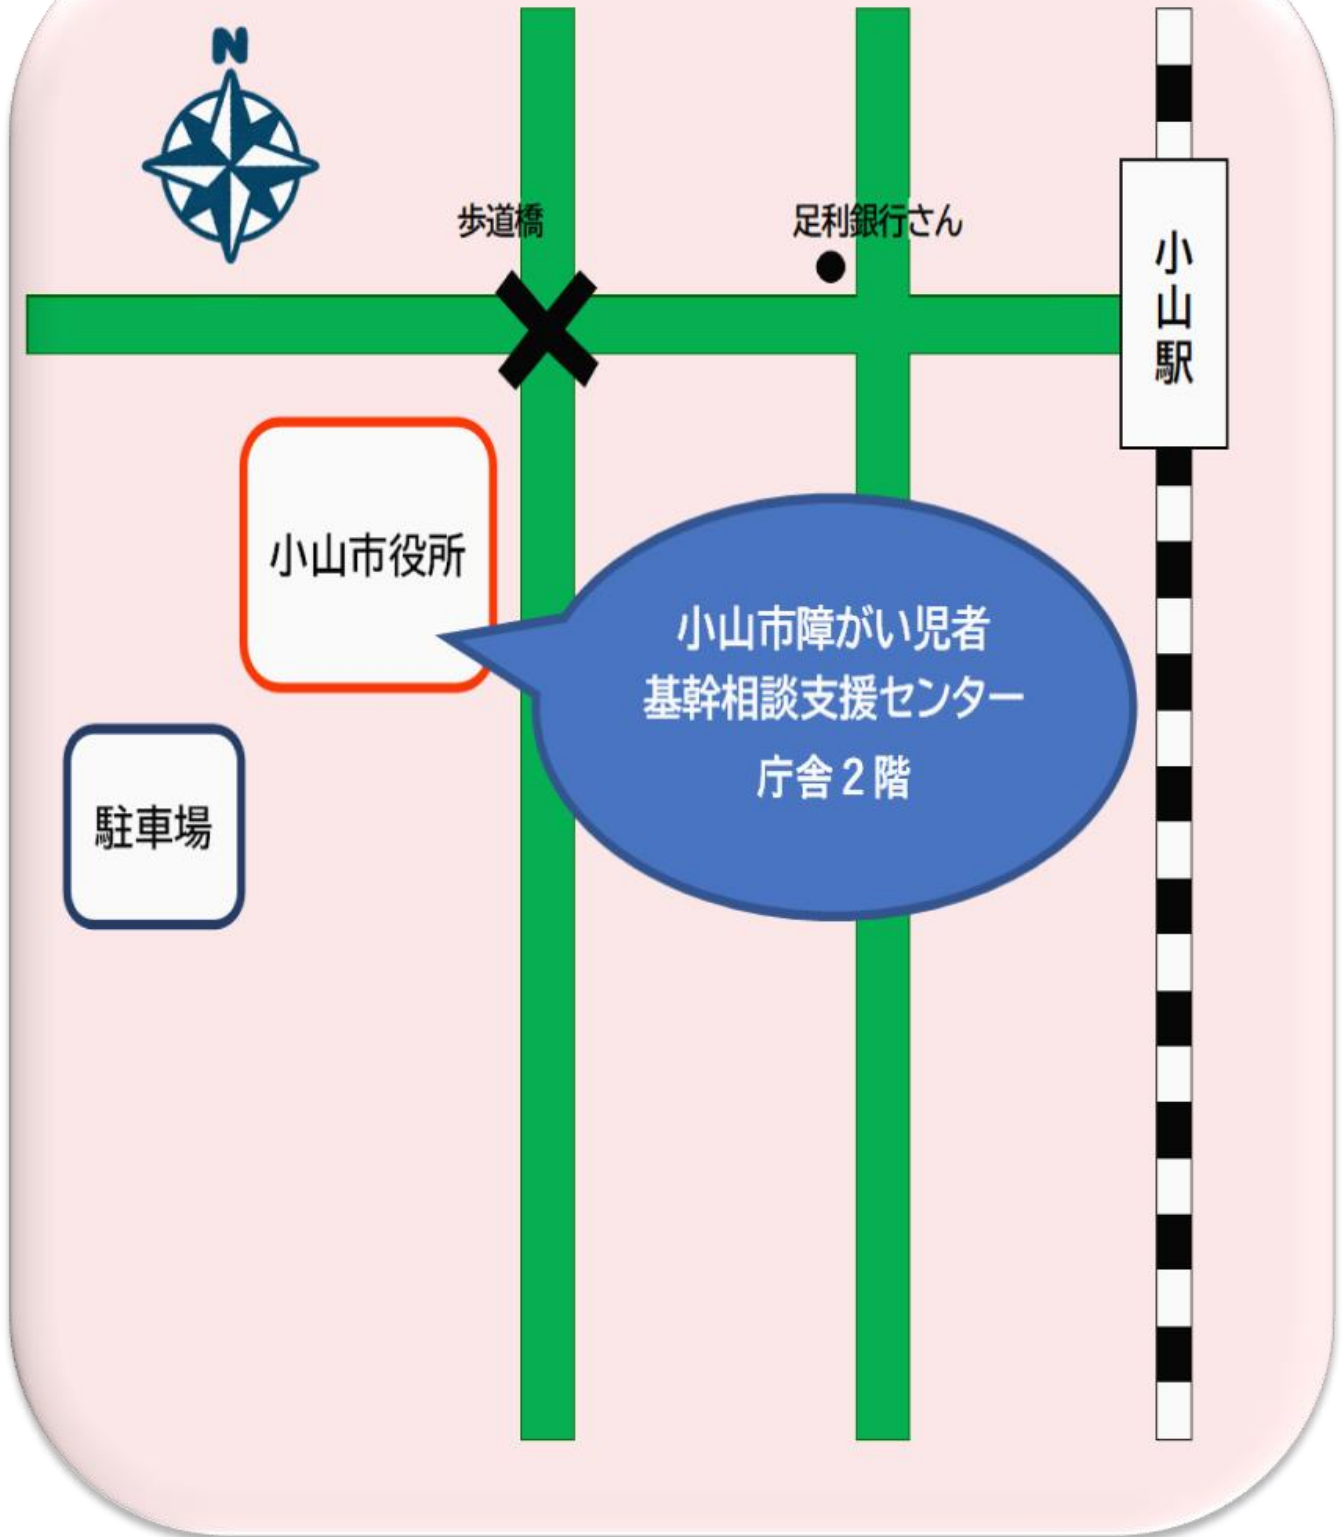 N
歩道橋
足利銀行さん
小山駅
小山市役所
小山市障がい児者
基幹相談支援センター
庁舎２階
駐車場